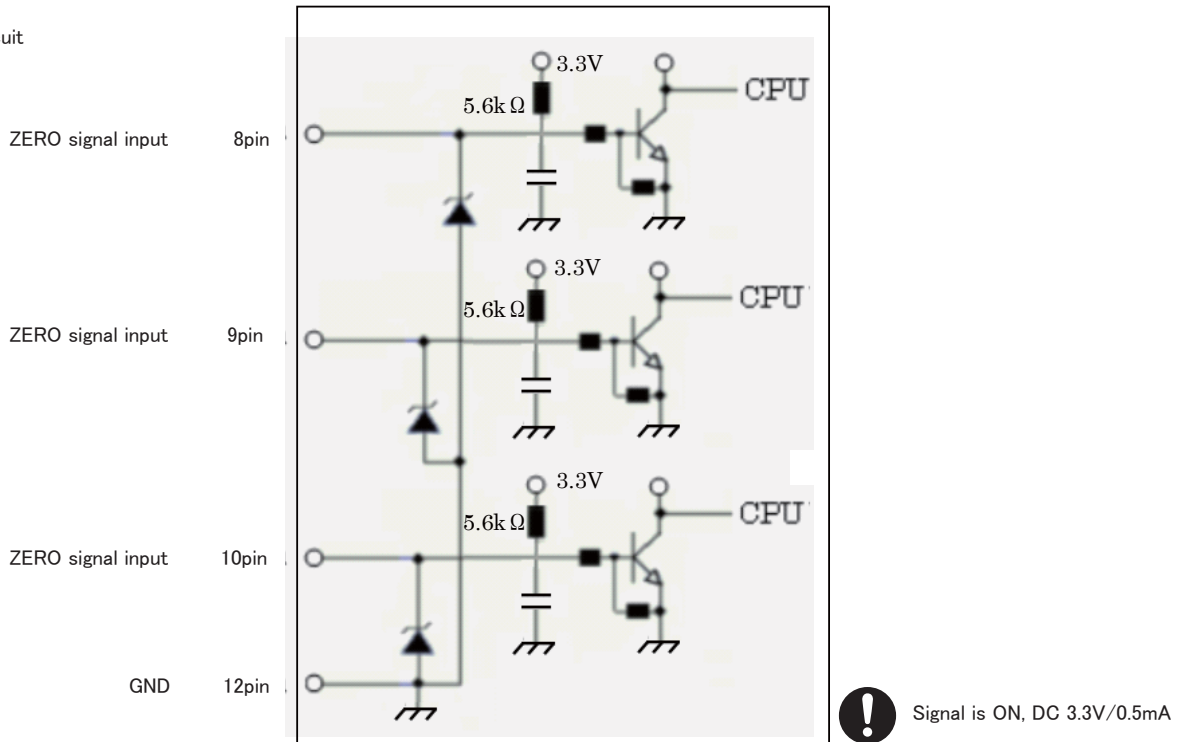 uit
3.3V
5.6kΩ
CPU
ZERO signal input 8pin
3.3V
5.6kΩ
CPU
ZERO signal input 9pin
3.3V
5.6kΩ
CPU
ZERO signal input 10pin
GND 12pin
Signal is ON, DC 3.3V/0.5mA